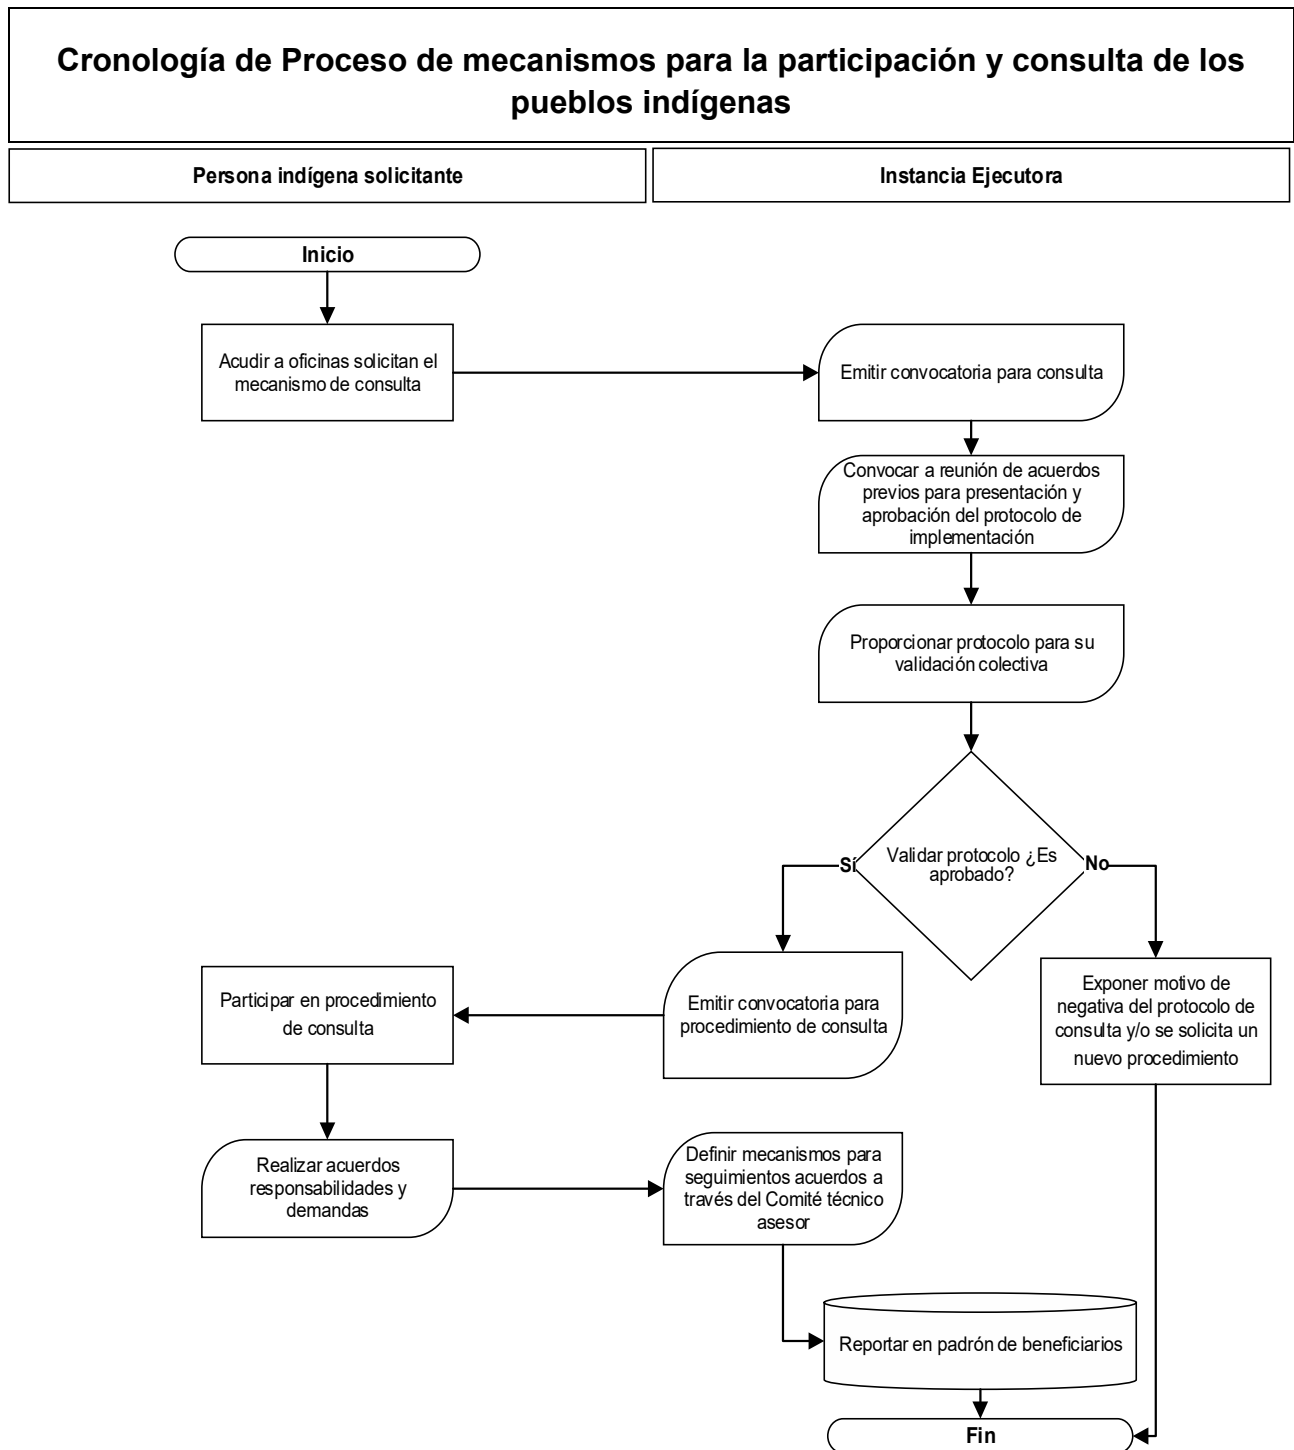 Cronología de Proceso de mecanismos para la participación y consulta de los
pueblos indígenas
Persona indígena solicitante
Instancia Ejecutora
Inicio
Acudir a oficinas solicitan el
mecanismo de consulta
Emitir convocatoria para consulta
Convocar a reunión de acuerdos
previos para presentación y
aprobación del protocolo de
implementación
Proporcionar protocolo para su
validación colectiva
Validar protocolo ¿Es
aprobado?
Sí
No
Emitir convocatoria para
procedimiento de consulta
Exponer motivo de
negativa del protocolo de
consulta y/o se solicita un
nuevo procedimiento
Participar en procedimiento
de consulta
Realizar acuerdos
responsabilidades y
demandas
Definir mecanismos para
seguimientos acuerdos a
través del Comité técnico
asesor
Reportar en padrón de beneficiarios
Fin